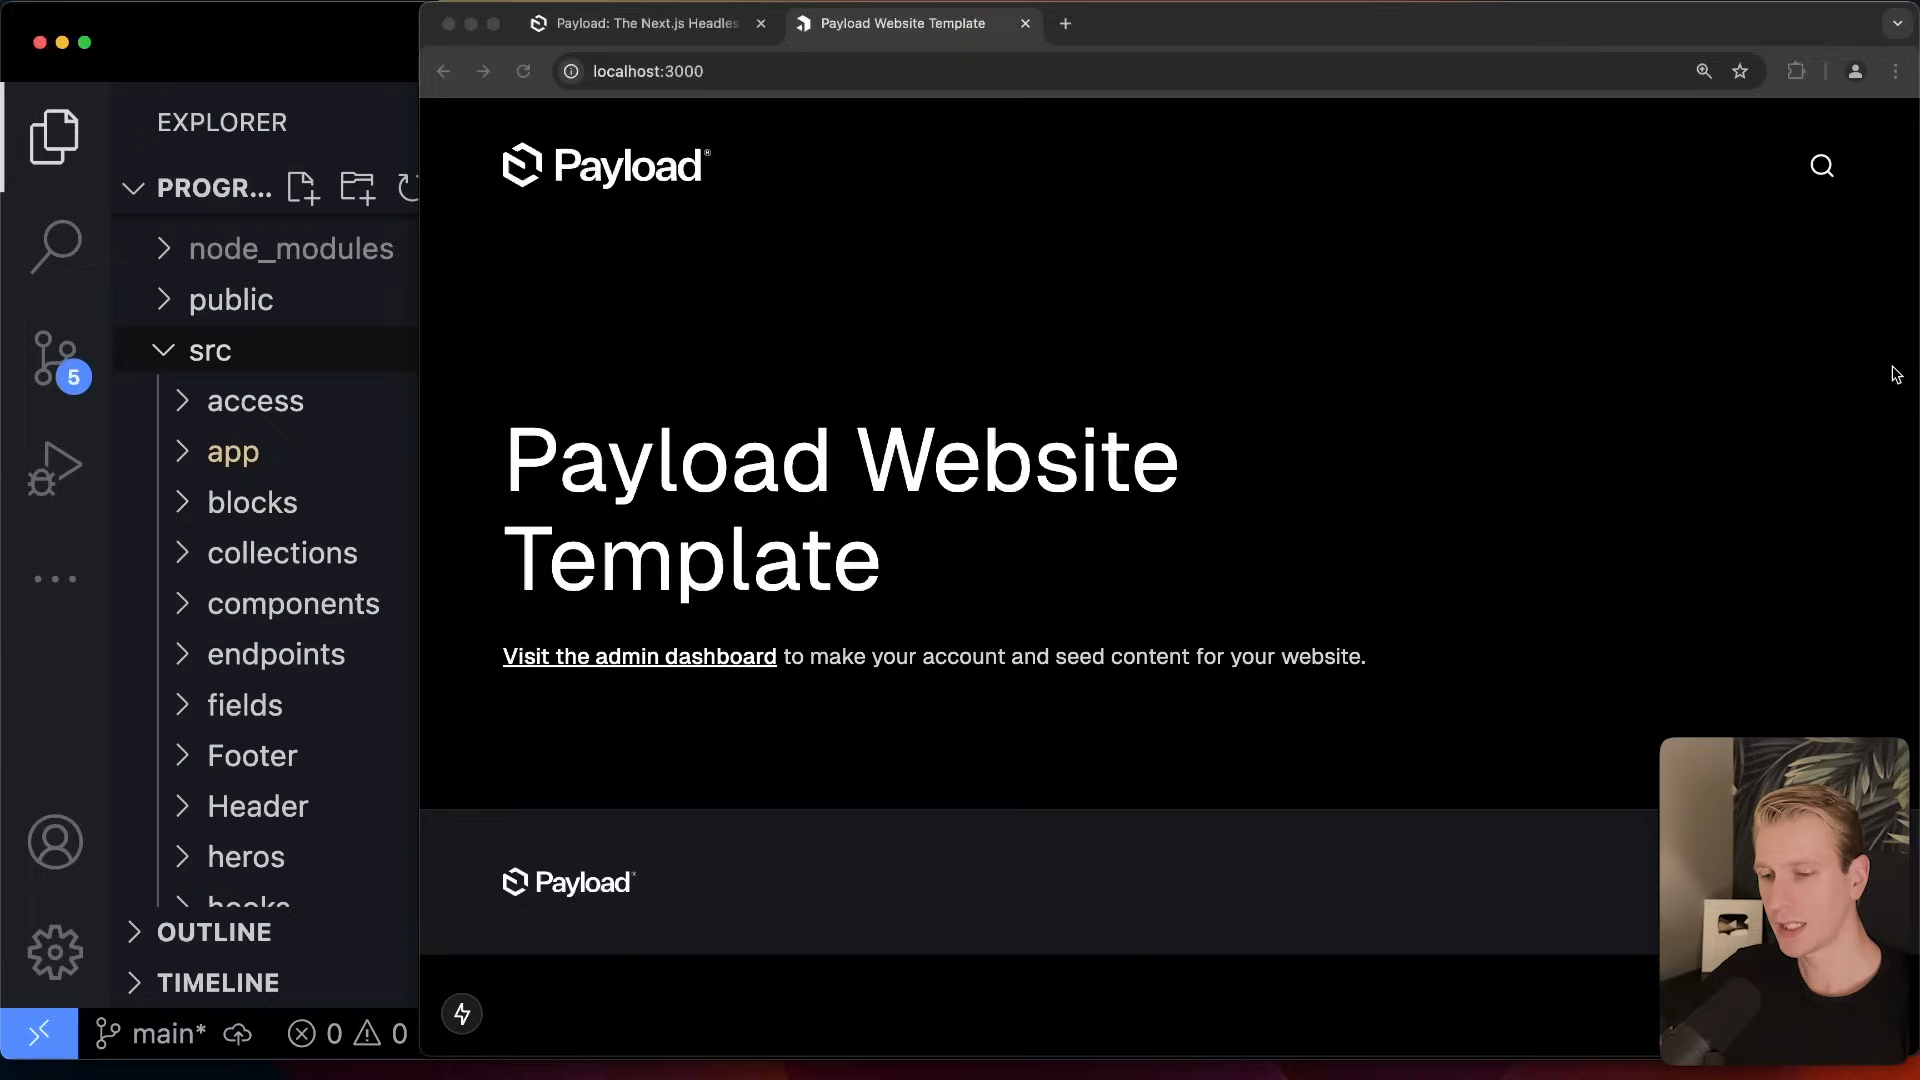 Payload: The Next.js Headles
Payload Website Template
localhost:3000
EXPLORER
PROGR...
node_modules
public
src
access
app
blocks
collections
components
endpoints
fields
Footer
Header
heros
hooks
OUTLINE
TIMELINE
5
main*
0
0
Payload®
Payload Website
Template
Visit the admin dashboard to make your account and seed content for your website.
Payload